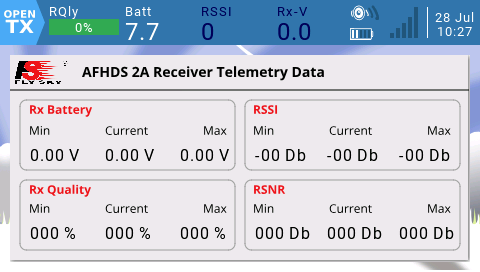 OPEN TX
RQly Batt RSSI Rx-V
0% 7.7 0 0.0
28 Jul
10:27
FLYSKY
AFHDS 2A Receiver Telemetry Data
Rx Battery
Min Current Max
0.00 V 0.00 V 0.00 V
RSSI
Min Current Max
-00 Db -00 Db -00 Db
Rx Quality
Min Current Max
000 % 000 % 000 %
RSNR
Min Current Max
000 Db 000 Db 000 Db